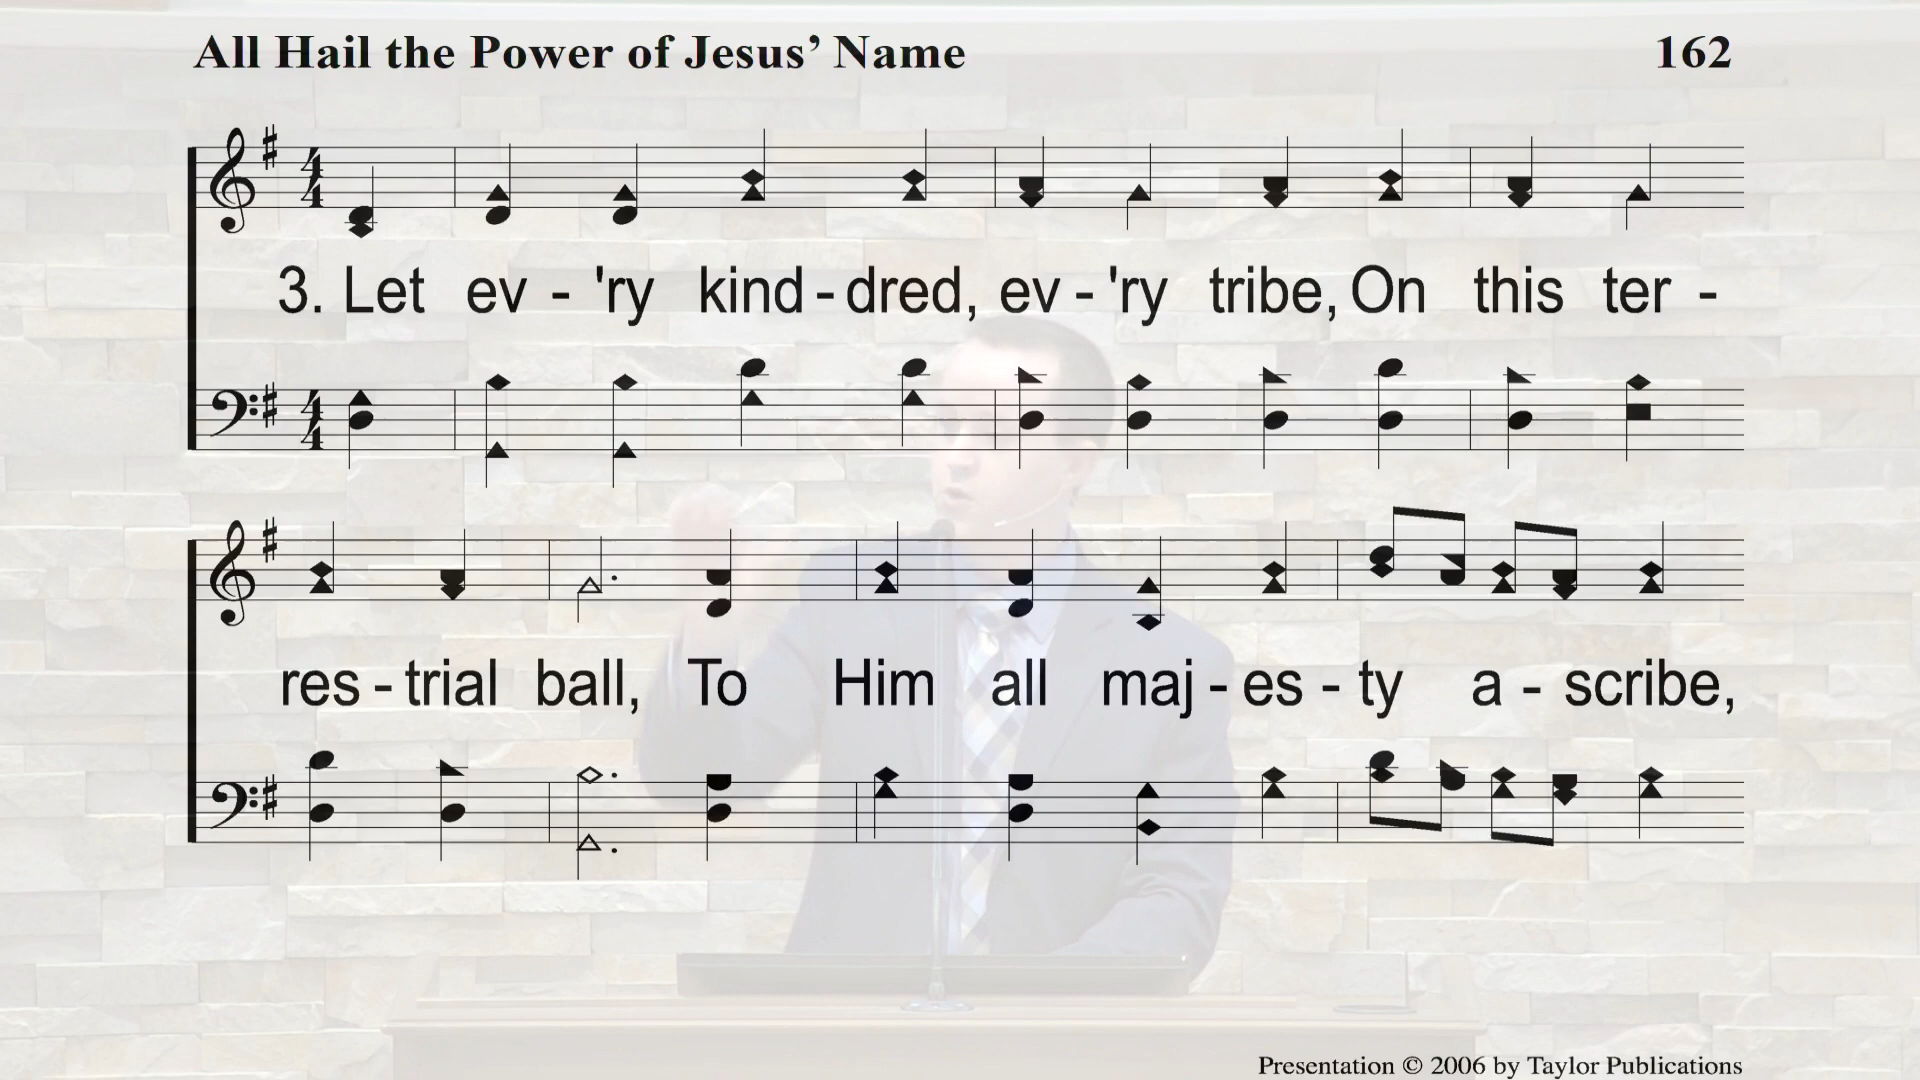 All Hail the Power of Jesus’ Name 162
3. Let ev - 'ry kind - dred, ev - 'ry tribe, On this ter -
res - trial ball, To Him all maj - es - ty a - scribe,
Presentation © 2006 by Taylor Publications